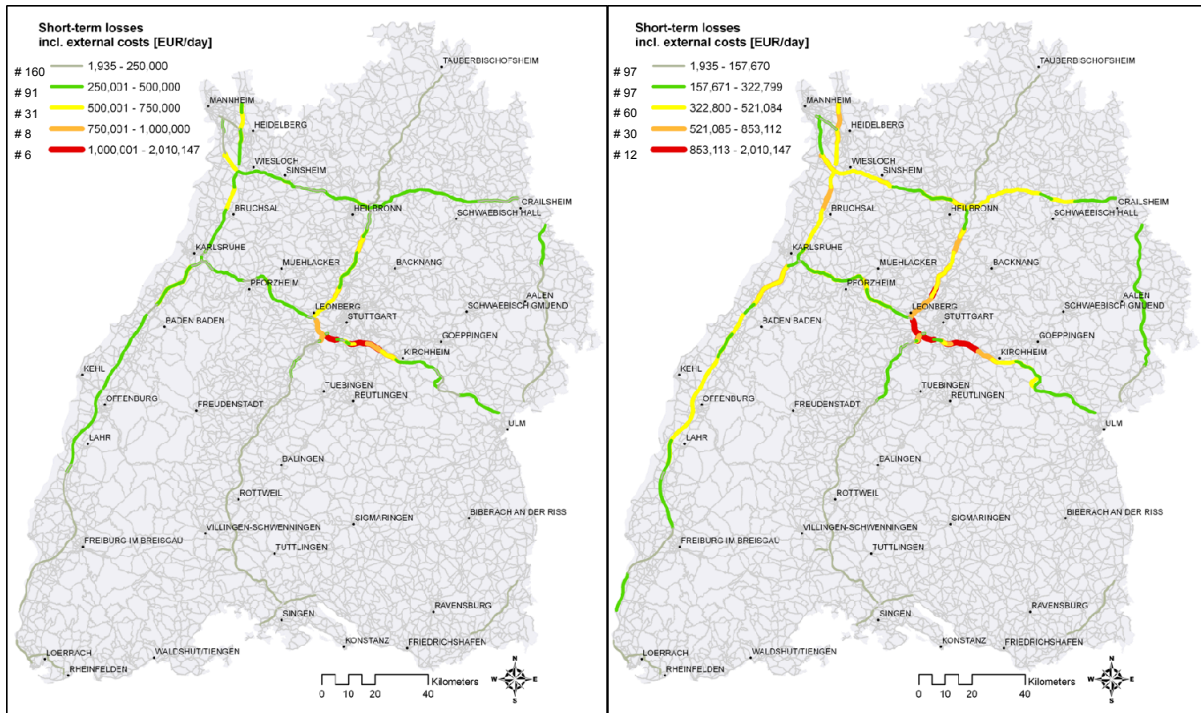 Short-term losses
incl. external costs [EUR/day]
# 160 1,935 - 250,000
# 91 250,001 - 500,000
# 31 500,001 - 750,000
# 8 750,001 - 1,000,000
# 6 1,000,001 - 2,010,147
TAUBERBISCHOFSHEIM
MANNHEIM
HEIDELBERG
WIESLOCH
SINSHEIM
BRUCHSAL
HEILBRONN
SCHWAEBISCH HALL
CRAILSHEIM
KARLSRUHE
MUEHLACKER
BACKNANG
PFORZHEIM
LEONBERG
STUTTGART
AALEN
SCHWAEBISCH GMUEND
BADEN BADEN
GOEPPINGEN
KIRCHHEIM
KEHL
TUEBINGEN
REUTLINGEN
OFFENBURG
FREUDENSTADT
ULM
LAHR
BALINGEN
ROTTWEIL
BIBERACH AN DER RISS
VILLINGEN-SCHWENNINGEN
SIGMARINGEN
FREIBURG IM BREISGAU
TUTTLINGEN
RAVENSBURG
SINGEN
KONSTANZ
FRIEDRICHSHAFEN
LOERRACH
WALDSHUT/TIENGEN
RHEINFELDEN
0 5 10 20 40
Kilometers
N
W E
S
Short-term losses
incl. external costs [EUR/day]
# 97 1,935 - 157,670
# 97 157,671 - 322,799
# 60 322,800 - 521,084
# 30 521,085 - 853,112
# 12 853,113 - 2,010,147
TAUBERBISCHOFSHEIM
MANNHEIM
HEIDELBERG
WIESLOCH
SINSHEIM
BRUCHSAL
HEILBRONN
SCHWAEBISCH HALL
CRAILSHEIM
KARLSRUHE
MUEHLACKER
BACKNANG
PFORZHEIM
LEONBERG
STUTTGART
AALEN
SCHWAEBISCH GMUEND
BADEN BADEN
GOEPPINGEN
KIRCHHEIM
KEHL
TUEBINGEN
REUTLINGEN
OFFENBURG
FREUDENSTADT
ULM
LAHR
BALINGEN
ROTTWEIL
BIBERACH AN DER RISS
VILLINGEN-SCHWENNINGEN
SIGMARINGEN
FREIBURG IM BREISGAU
TUTTLINGEN
RAVENSBURG
SINGEN
KONSTANZ
FRIEDRICHSHAFEN
LOERRACH
WALDSHUT/TIENGEN
RHEINFELDEN
0 5 10 20 40
Kilometers
N
W E
S